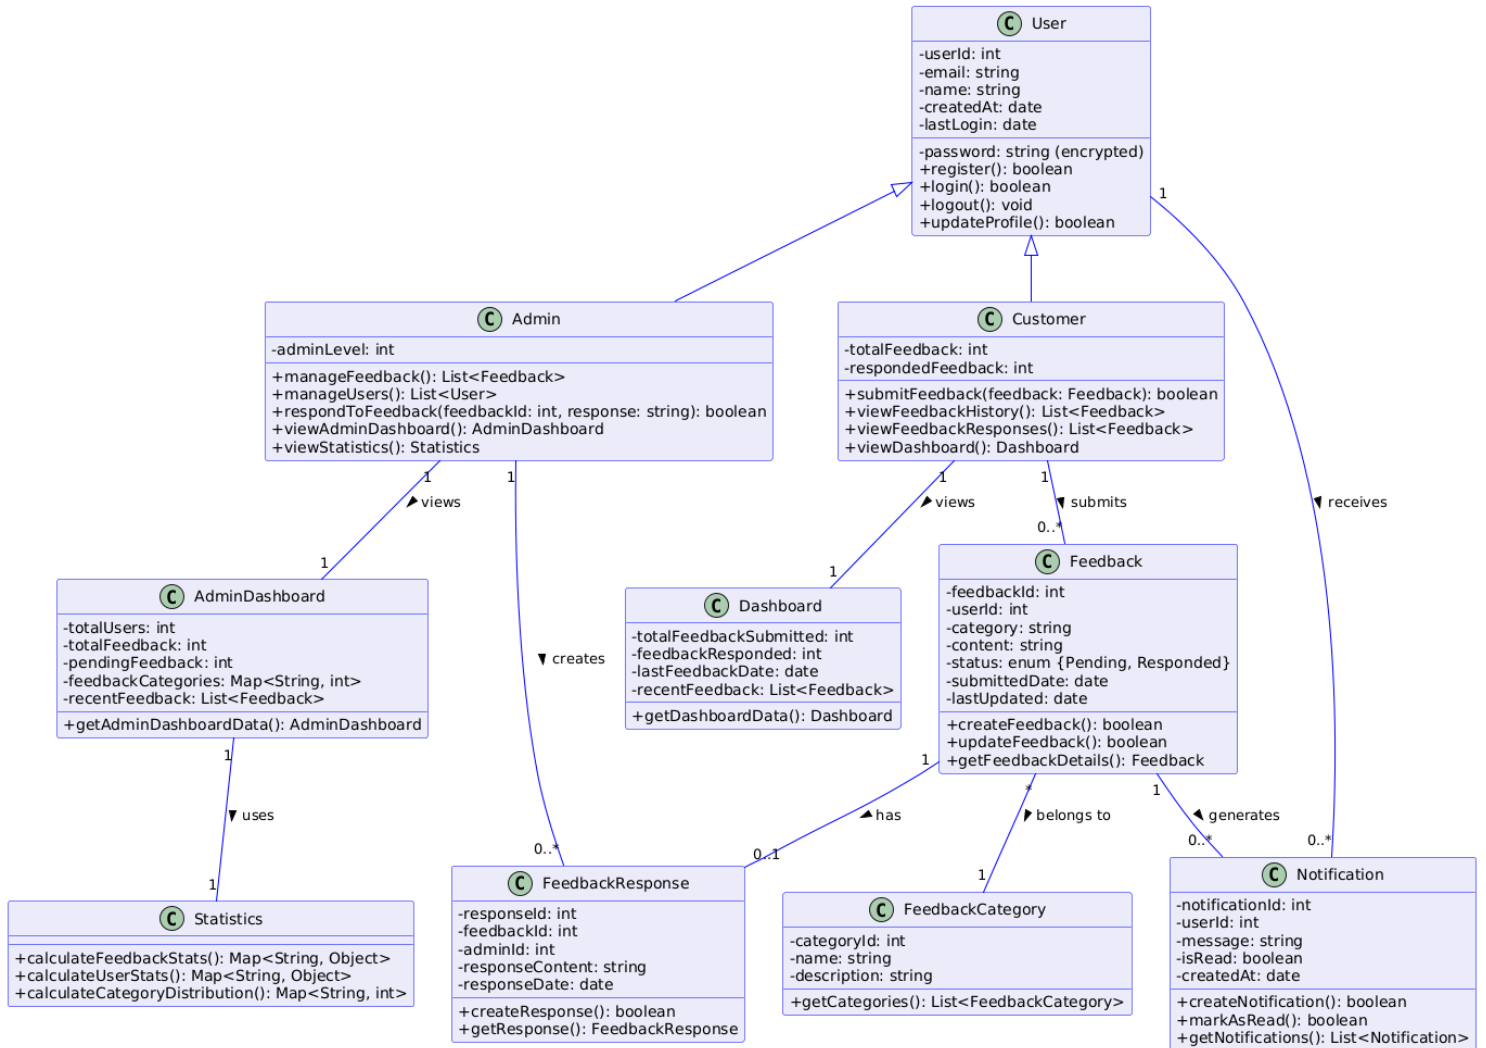 C User
-userId: int
-email: string
-name: string
-createdAt: date
-lastLogin: date
-password: string (encrypted)
+register(): boolean
+login(): boolean
+logout(): void
+updateProfile(): boolean
1
C Admin
-adminLevel: int
+manageFeedback(): List<Feedback>
+manageUsers(): List<User>
+respondToFeedback(feedbackId: int, response: string): boolean
+viewAdminDashboard(): AdminDashboard
+viewStatistics(): Statistics
C Customer
-totalFeedback: int
-respondedFeedback: int
+submitFeedback(feedback: Feedback): boolean
+viewFeedbackHistory(): List<Feedback>
+viewFeedbackResponses(): List<Feedback>
+viewDashboard(): Dashboard
1
views
1
1
creates
0..*
1
views
1
1
submits
0..*
receives
0..*
C AdminDashboard
-totalUsers: int
-totalFeedback: int
-pendingFeedback: int
-feedbackCategories: Map<String, int>
-recentFeedback: List<Feedback>
+getAdminDashboardData(): AdminDashboard
C Dashboard
-totalFeedbackSubmitted: int
-feedbackResponded: int
-lastFeedbackDate: date
-recentFeedback: List<Feedback>
+getDashboardData(): Dashboard
C Feedback
-feedbackId: int
-userId: int
-category: string
-content: string
-status: enum {Pending, Responded}
-submittedDate: date
-lastUpdated: date
+createFeedback(): boolean
+updateFeedback(): boolean
+getFeedbackDetails(): Feedback
1
uses
1
1
has
0..1
*
belongs to
1
1
generates
0..*
C Statistics
+calculateFeedbackStats(): Map<String, Object>
+calculateUserStats(): Map<String, Object>
+calculateCategoryDistribution(): Map<String, int>
C FeedbackResponse
-responseId: int
-feedbackId: int
-adminId: int
-responseContent: string
-responseDate: date
+createResponse(): boolean
+getResponse(): FeedbackResponse
C FeedbackCategory
-categoryId: int
-name: string
-description: string
+getCategories(): List<FeedbackCategory>
C Notification
-notificationId: int
-userId: int
-message: string
-isRead: boolean
-createdAt: date
+createNotification(): boolean
+markAsRead(): boolean
+getNotifications(): List<Notification>